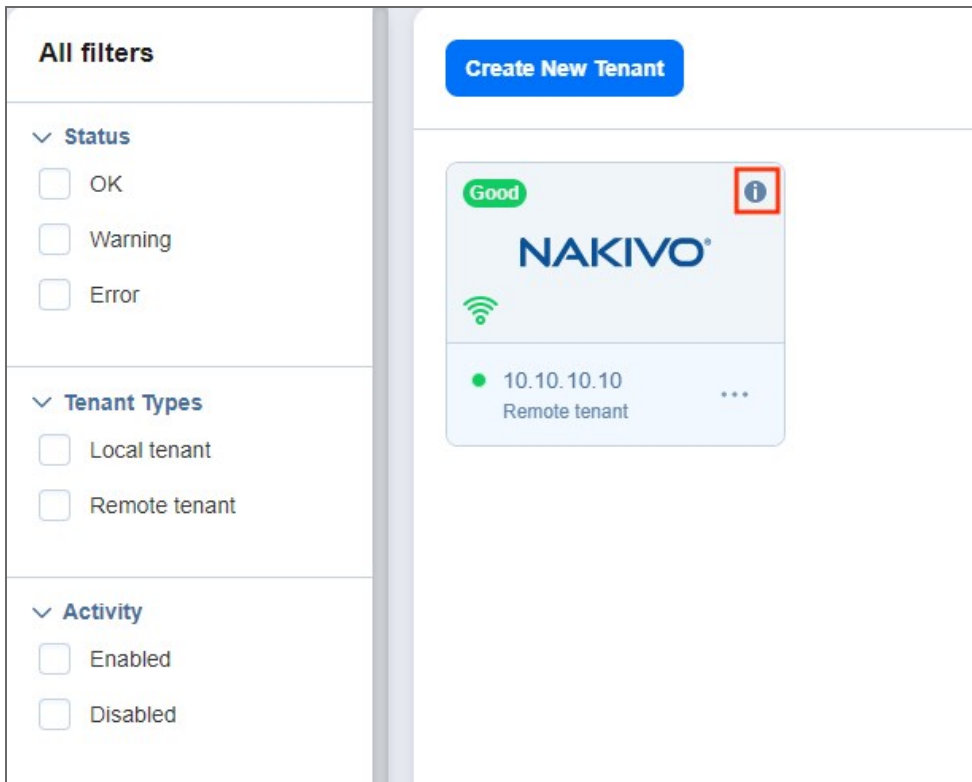 All filters
Status
OK
Warning
Error
Tenant Types
Local tenant
Remote tenant
Activity
Enabled
Disabled
Create New Tenant
Good
NAKIVO®
10.10.10.10
Remote tenant